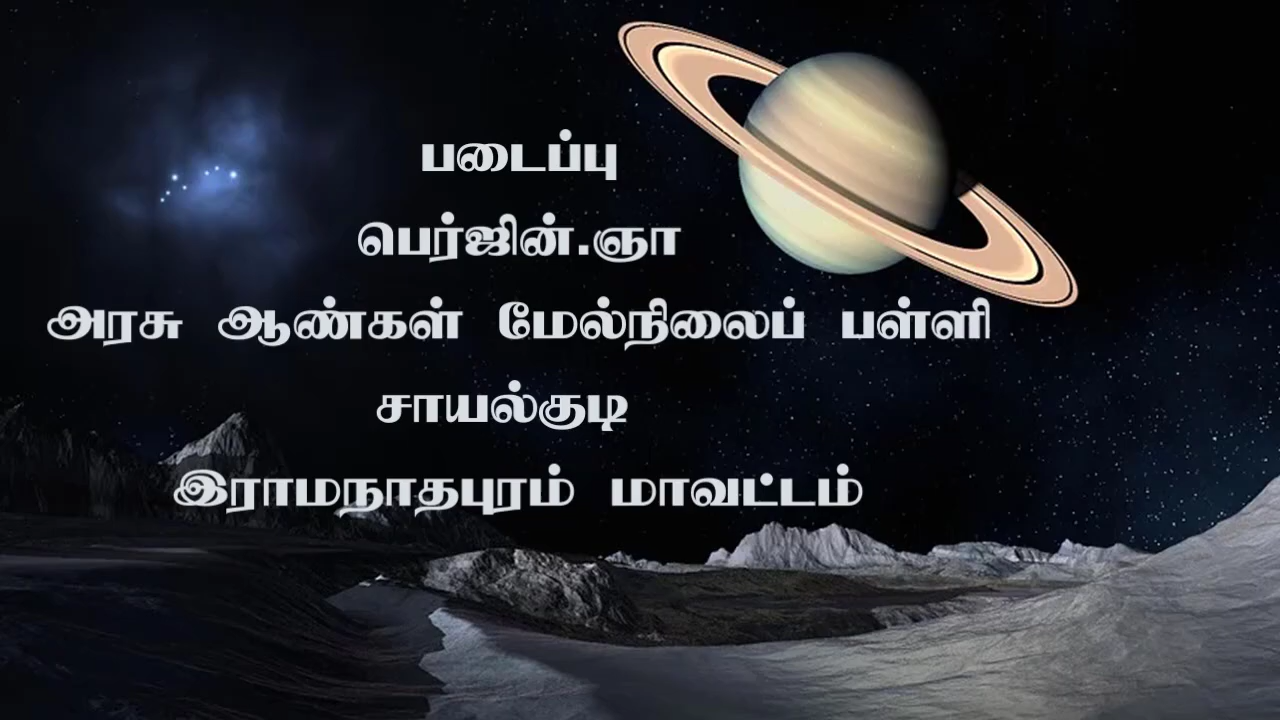 படைப்பு
பெர்ஜின்.ஞா
அரசு ஆண்கள் மேல்நிலைப் பள்ளி
சாயல்குடி
இராமநாதபுரம் மாவட்டம்